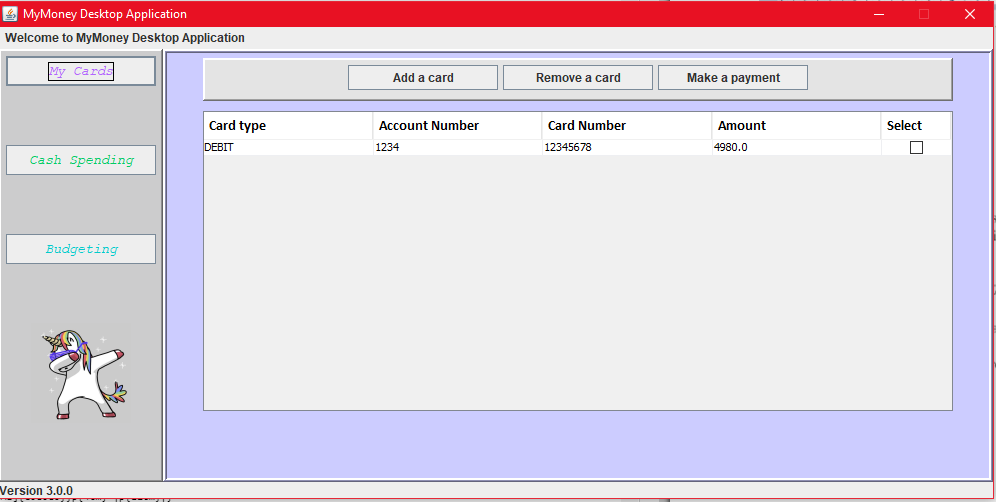 MyMoney Desktop Application
Welcome to MyMoney Desktop Application
My Cards
Cash Spending
Budgeting
Add a card Remove a card Make a payment
Card type Account Number Card Number Amount Select
DEBIT 1234 12345678 4980.0
Version 3.0.0